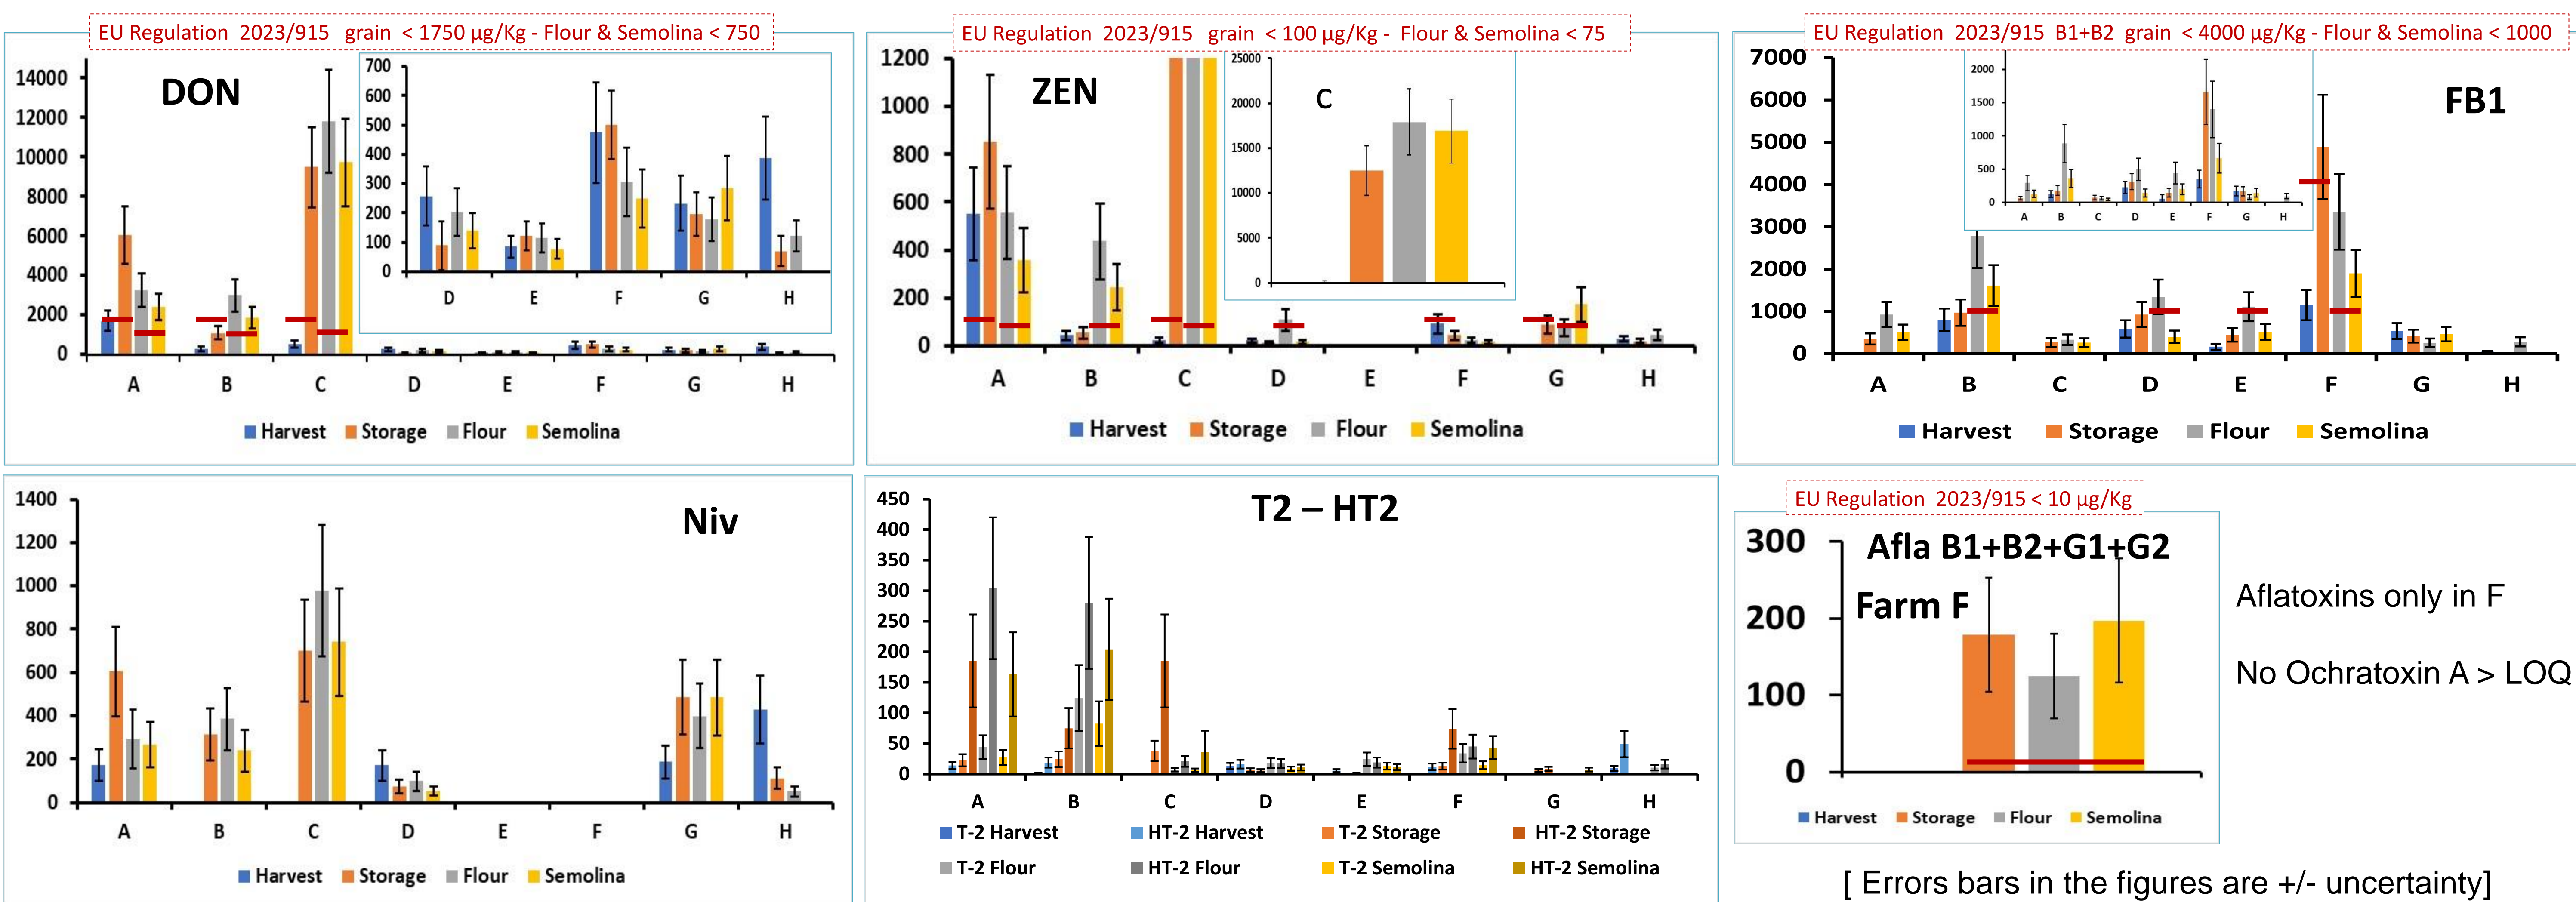 EU Regulation 2023/915 grain < 1750 µg/Kg - Flour & Semolina < 750
DON
14000
12000
10000
8000
6000
4000
2000
0
700
600
500
400
300
200
100
0
D E F G H
A B C D E F G H
Harvest Storage Flour Semolina
EU Regulation 2023/915 grain < 100 µg/Kg - Flour & Semolina < 75
ZEN
1200
1000
800
600
400
200
0
C
25000
20000
15000
10000
5000
0
A B C D E F G H
Harvest Storage Flour Semolina
EU Regulation 2023/915 B1+B2 grain < 4000 µg/Kg - Flour & Semolina < 1000
FB1
7000
6000
5000
4000
3000
2000
1000
0
2000
1500
1000
500
0
A B C D E F G H
A B C D E F G H
Harvest Storage Flour Semolina
Niv
1400
1200
1000
800
600
400
200
0
A B C D E F G H
Harvest Storage Flour Semolina
T2 – HT2
450
400
350
300
250
200
150
100
50
0
A B C D E F G H
T-2 Harvest HT-2 Harvest T-2 Storage HT-2 Storage
T-2 Flour HT-2 Flour T-2 Semolina HT-2 Semolina
EU Regulation 2023/915 < 10 µg/Kg
Afla B1+B2+G1+G2
Farm F
300
200
100
0
Harvest Storage Flour Semolina
Aflatoxins only in F
No Ochratoxin A > LOQ
[ Errors bars in the figures are +/- uncertainty]